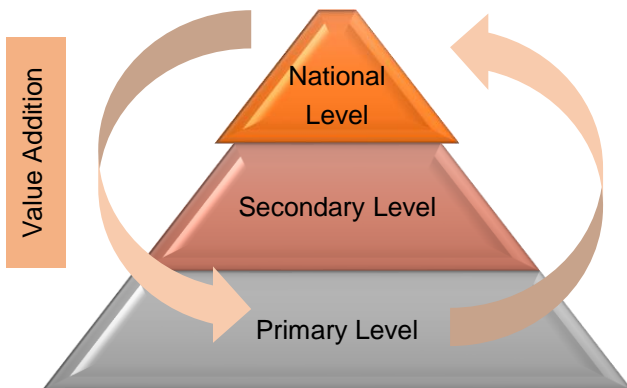 Value Addition
National
Level
Secondary Level
Primary Level